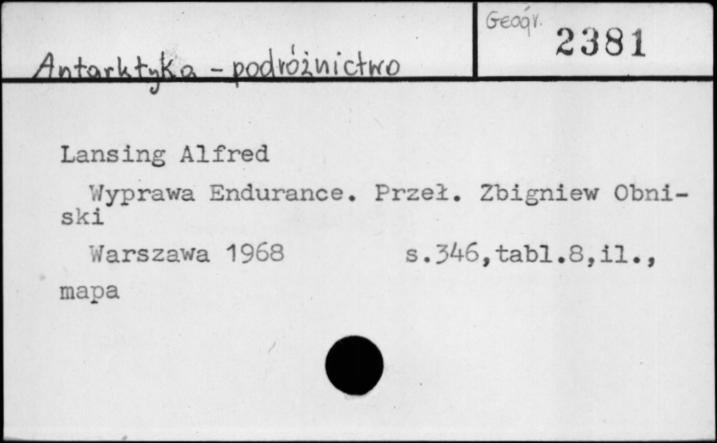 Geogr.
2381
Antarktyka - podróżnictwo
Lansing Alfred
Wyprawa Endurance. Przeł. Zbigniew Obni-
ski
Warszawa 1968 s.346,tabl.8,il.,
mapa